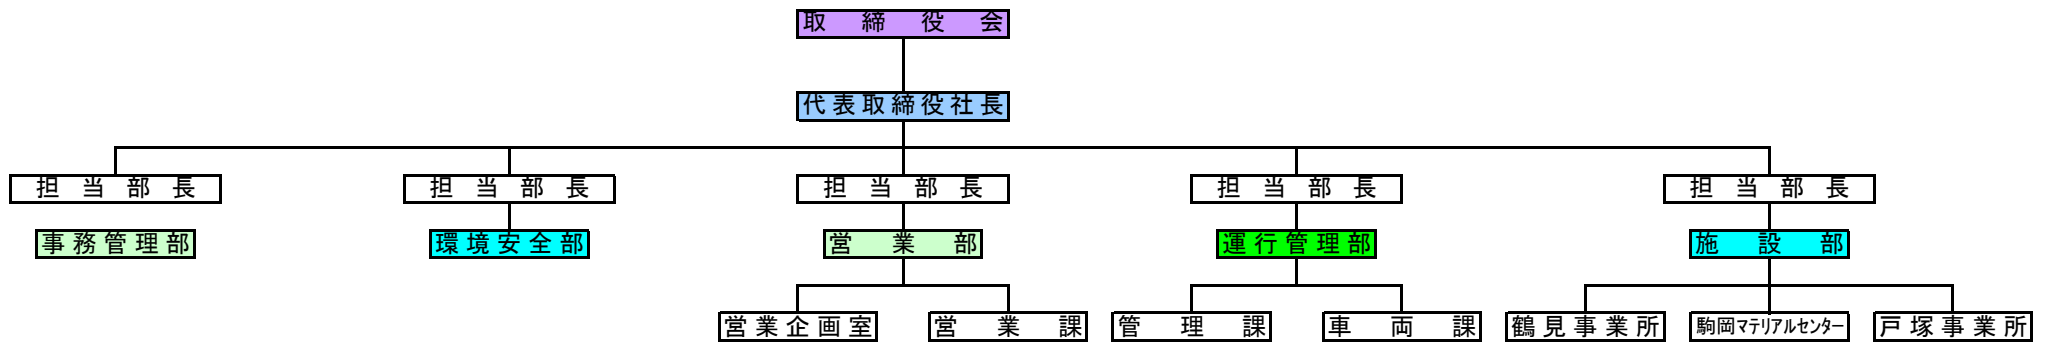 取締役会
代表取締役社長
担当部長 担当部長 担当部長 担当部長 担当部長
事務管理部 環境安全部 営業部 運行管理部 施設部
営業企画室 営業課 管理課 車両課 鶴見事業所 駒岡マテリアルセンター 戸塚事業所